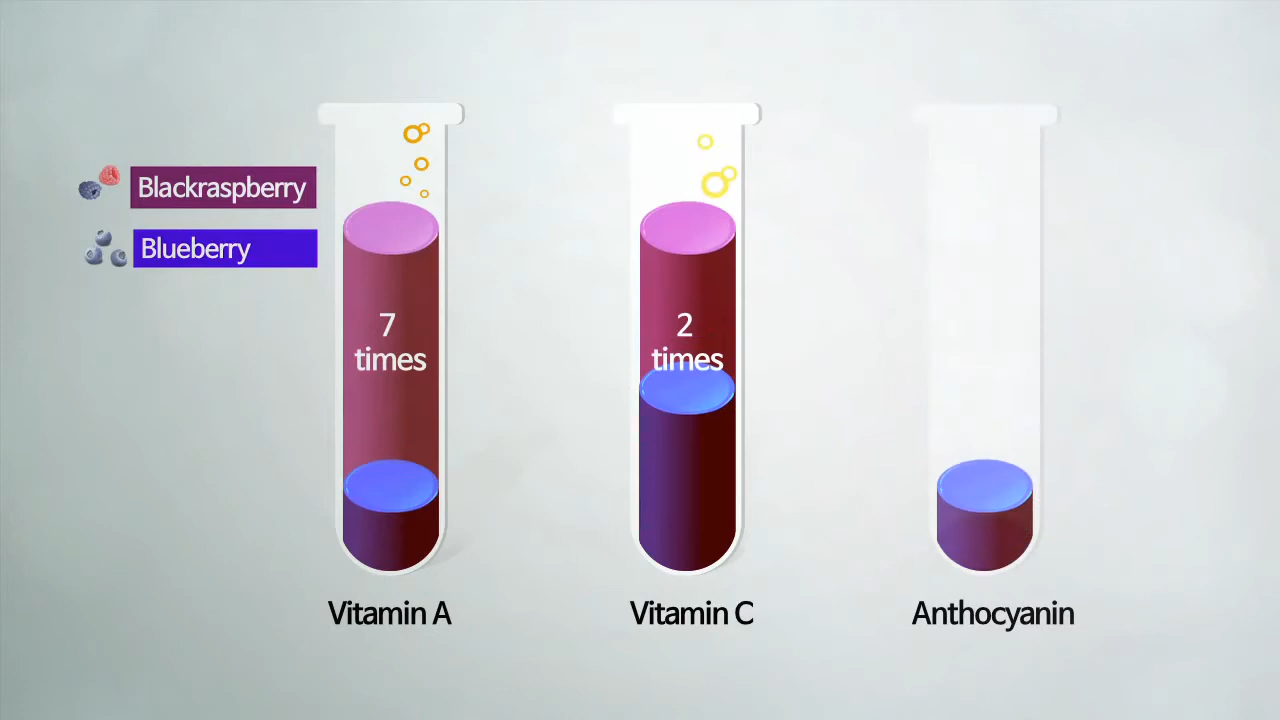 Blackraspberry
Blueberry
7
times
2
times
Vitamin A
Vitamin C
Anthocyanin